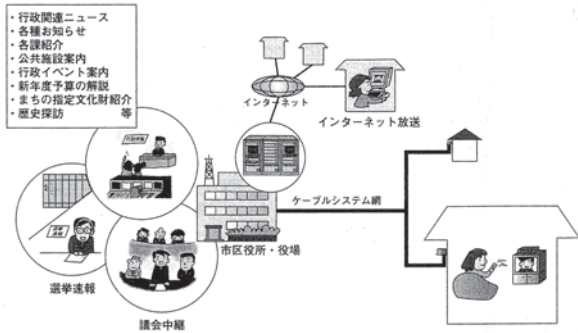 ・行政関連ニュース
・各種お知らせ
・各課紹介
・公共施設案内
・行政イベント案内
・新年度予算の解説
・まちの指定文化財紹介
・歴史探訪　　　等
インターネット
インターネット放送
ケーブルシステム網
市区役所・役場
選挙速報
議会中継